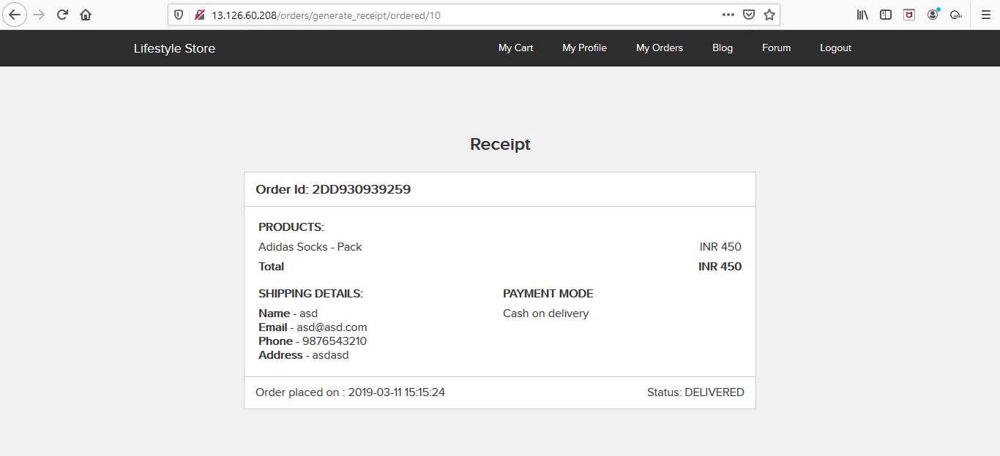 13.126.60.208/orders/generate_receipt/ordered/10
Lifestyle Store My Cart My Profile My Orders Blog Forum Logout
Receipt
Order Id: 2DD930939259
PRODUCTS:
Adidas Socks - Pack INR 450
Total INR 450
SHIPPING DETAILS: PAYMENT MODE
Name - asd Cash on delivery
Email - asd@asd.com
Phone - 9876543210
Address - asdasd
Order placed on : 2019-03-11 15:15:24 Status: DELIVERED